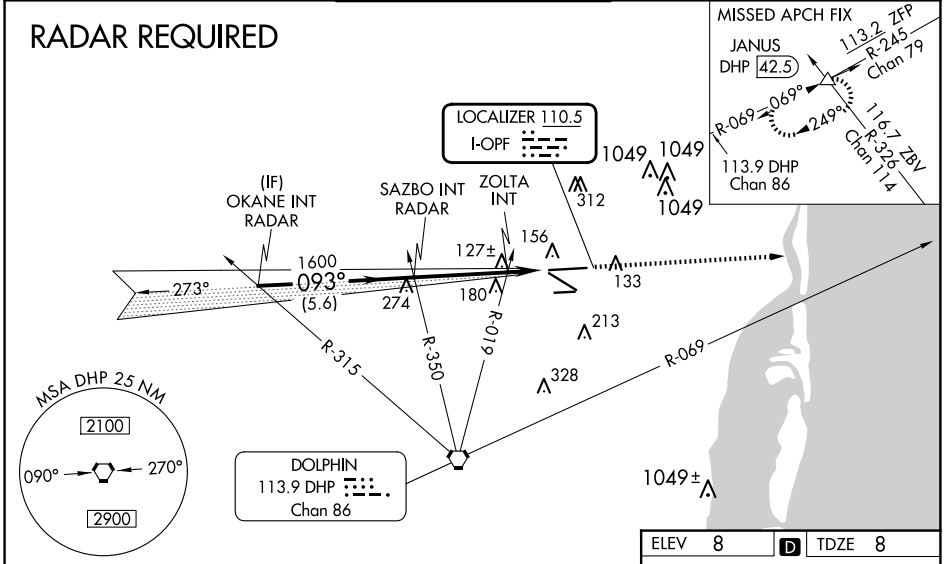 RADAR REQUIRED
MISSED APCH FIX
JANUS
DHP 42.5
113.2 ZFP
R-245
Chan 79
R-069
069°
249°
116.7 ZBV
R-326
Chan 114
113.9 DHP
Chan 86
LOCALIZER 110.5
I-OPF
1049
1049
1049
312
(IF)
OKANE INT
RADAR
SAZBO INT
RADAR
ZOLTA
INT
156
127±
1600
093°
(5.6)
273°
274
180
133
213
328
R-315
R-350
R-019
R-069
MSA DHP 25 NM
2100
090°
270°
2900
DOLPHIN
113.9 DHP
Chan 86
1049±
ELEV 8 D TDZE 8